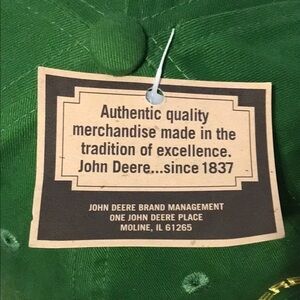 Authentic quality
merchandise made in the
tradition of excellence.
John Deere...since 1837
JOHN DEERE BRAND MANAGEMENT
ONE JOHN DEERE PLACE
MOLINE, IL 61265